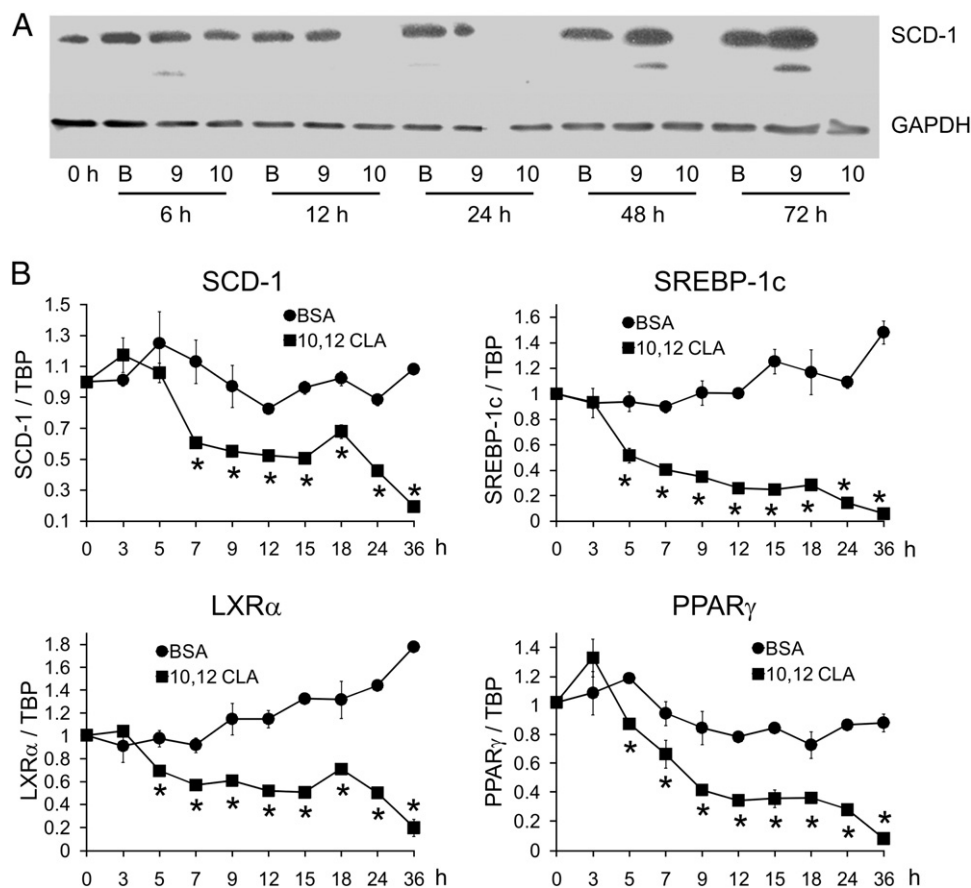 A
SCD-1
GAPDH
0 h B 9 10 B 9 10 B 9 10 B 9 10 B 9 10
6 h 12 h 24 h 48 h 72 h
B
SCD-1
BSA
10,12 CLA
SCD-1 / TBP
1.5
1.3
1.1
0.9
0.7
0.5
0.3
0.1
* * * * * * *
0 3 5 7 9 12 15 18 24 36 h
SREBP-1c
BSA
10,12 CLA
SREBP-1c / TBP
1.6
1.4
1.2
1
0.8
0.6
0.4
0.2
0
* * * * * * * *
0 3 5 7 9 12 15 18 24 36 h
LXRα
BSA
10,12 CLA
LXRα / TBP
1.8
1.6
1.4
1.2
1
0.8
0.6
0.4
0.2
0
* * * * * * * *
0 3 5 7 9 12 15 18 24 36 h
PPARγ
BSA
10,12 CLA
PPARγ / TBP
1.4
1.2
1
0.8
0.6
0.4
0.2
0
* * * * * * * *
0 3 5 7 9 12 15 18 24 36 h